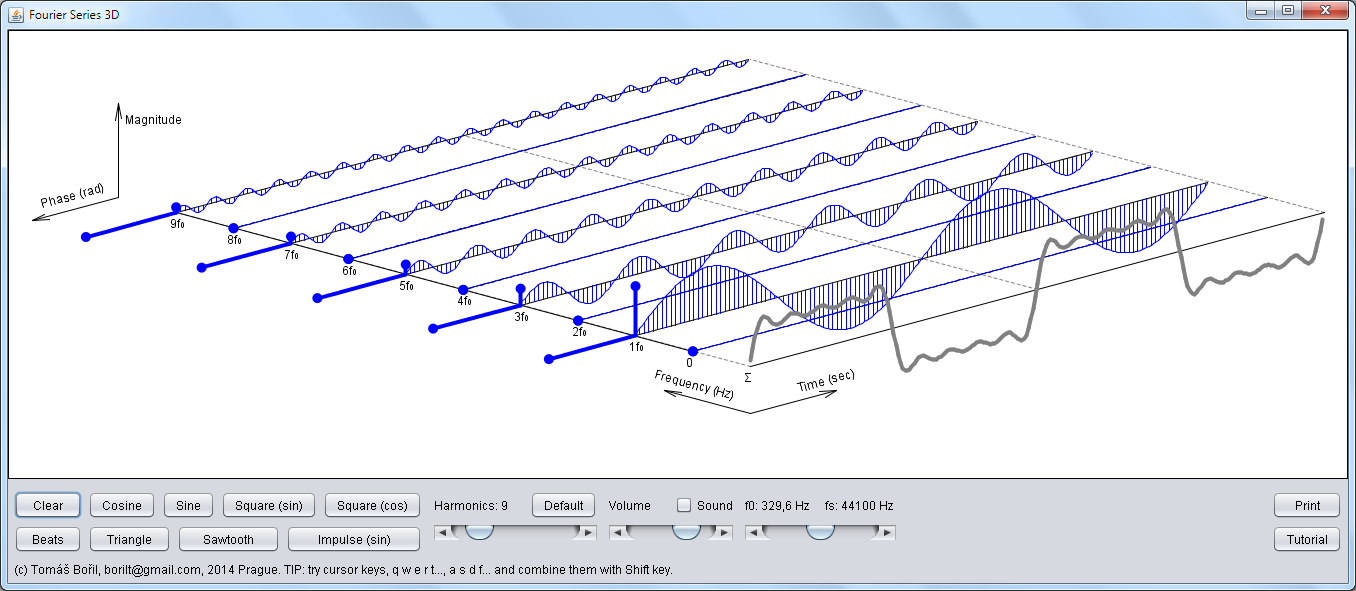 Fourier Series 3D
Magnitude
Phase (rad)
9f₀
8f₀
7f₀
6f₀
5f₀
4f₀
3f₀
2f₀
1f₀
0
Σ
Frequency (Hz)
Time (sec)
Clear Cosine Sine Square (sin) Square (cos) Harmonics: 9 Default Volume Sound f0: 329,6 Hz fs: 44100 Hz Print
Beats Triangle Sawtooth Impulse (sin) Tutorial
(c) Tomáš Bořil, borilt@gmail.com, 2014 Prague. TIP: try cursor keys, q w e r t..., a s d f... and combine them with Shift key.